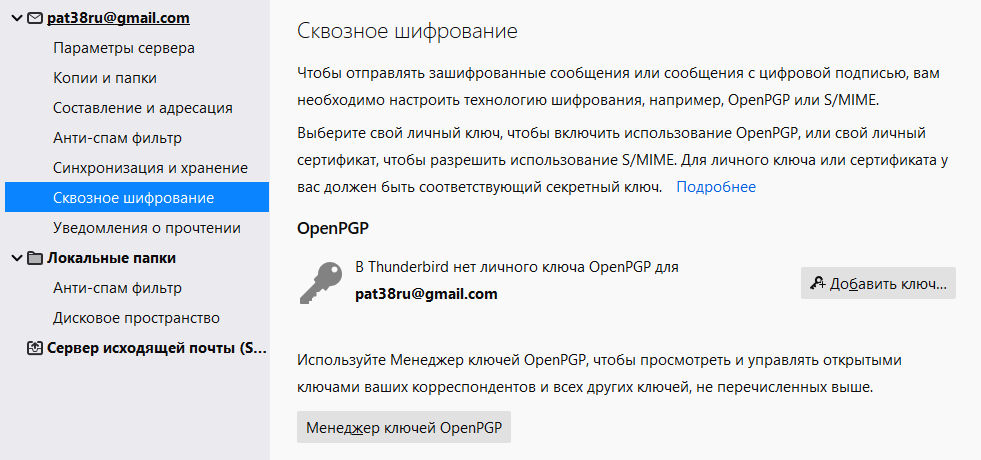 pat38ru@gmail.com
Параметры сервера
Копии и папки
Составление и адресация
Анти-спам фильтр
Синхронизация и хранение
Сквозное шифрование
Уведомления о прочтении
Локальные папки
Анти-спам фильтр
Дисковое пространство
Сервер исходящей почты (S...
Сквозное шифрование
Чтобы отправлять зашифрованные сообщения или сообщения с цифровой подписью, вам
необходимо настроить технологию шифрования, например, OpenPGP или S/MIME.
Выберите свой личный ключ, чтобы включить использование OpenPGP, или свой личный
сертификат, чтобы разрешить использование S/MIME. Для личного ключа или сертификата у
вас должен быть соответствующий секретный ключ. Подробнее
OpenPGP
В Thunderbird нет личного ключа OpenPGP для
pat38ru@gmail.com
Добавить ключ...
Используйте Менеджер ключей OpenPGP, чтобы просмотреть и управлять открытыми
ключами ваших корреспондентов и всех других ключей, не перечисленных выше.
Менеджер ключей OpenPGP